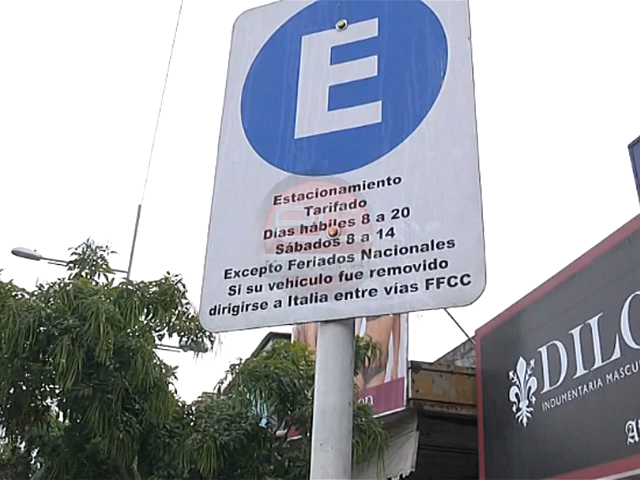 E
Estacionamiento
Tarifado
Días hábiles 8 a 20
Sábados 8 a 14
Excepto Feriados Nacionales
Si su vehículo fue removido
dirigirse a Italia entre vías FFCC
DILO
INDUMENTARIA MASCU